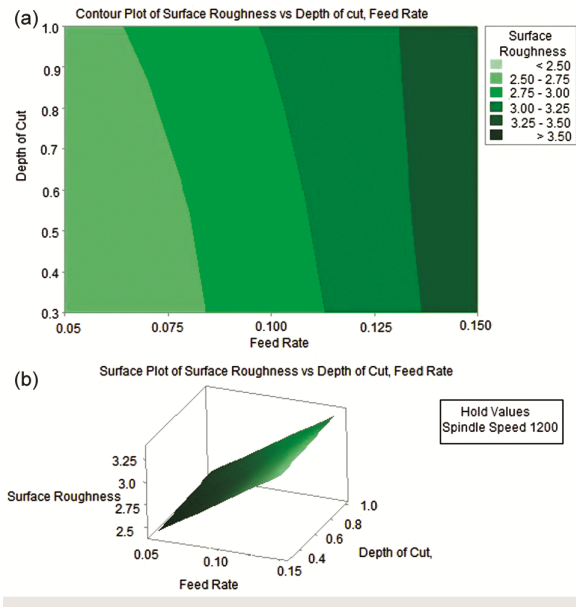 (a)
Contour Plot of Surface Roughness vs Depth of cut, Feed Rate
Surface
Roughness
< 2.50
2.50 - 2.75
2.75 - 3.00
3.00 - 3.25
3.25 - 3.50
> 3.50
Depth of Cut
1.0
0.9
0.8
0.7
0.6
0.5
0.4
0.3
0.05
0.075
0.100
0.125
0.150
Feed Rate
(b)
Surface Plot of Surface Roughness vs Depth of Cut, Feed Rate
Hold Values
Spindle Speed 1200
3.25
3.0
2.75
2.5
Surface Roughness
0.05
0.10
0.15
Feed Rate
1.0
0.8
0.6
0.4
Depth of Cut,